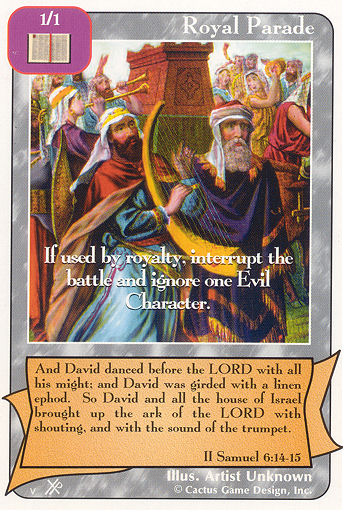 1/1
Royal Parade
If used by royalty, interrupt the
battle and ignore one Evil
Character.
And David danced before the LORD with all
his might; and David was girded with a linen
ephod. So David and all the house of Israel
brought up the ark of the LORD with
shouting, and with the sound of the trumpet.
II Samuel 6:14-15
Illus. Artist Unknown
V
© Cactus Game Design, Inc.